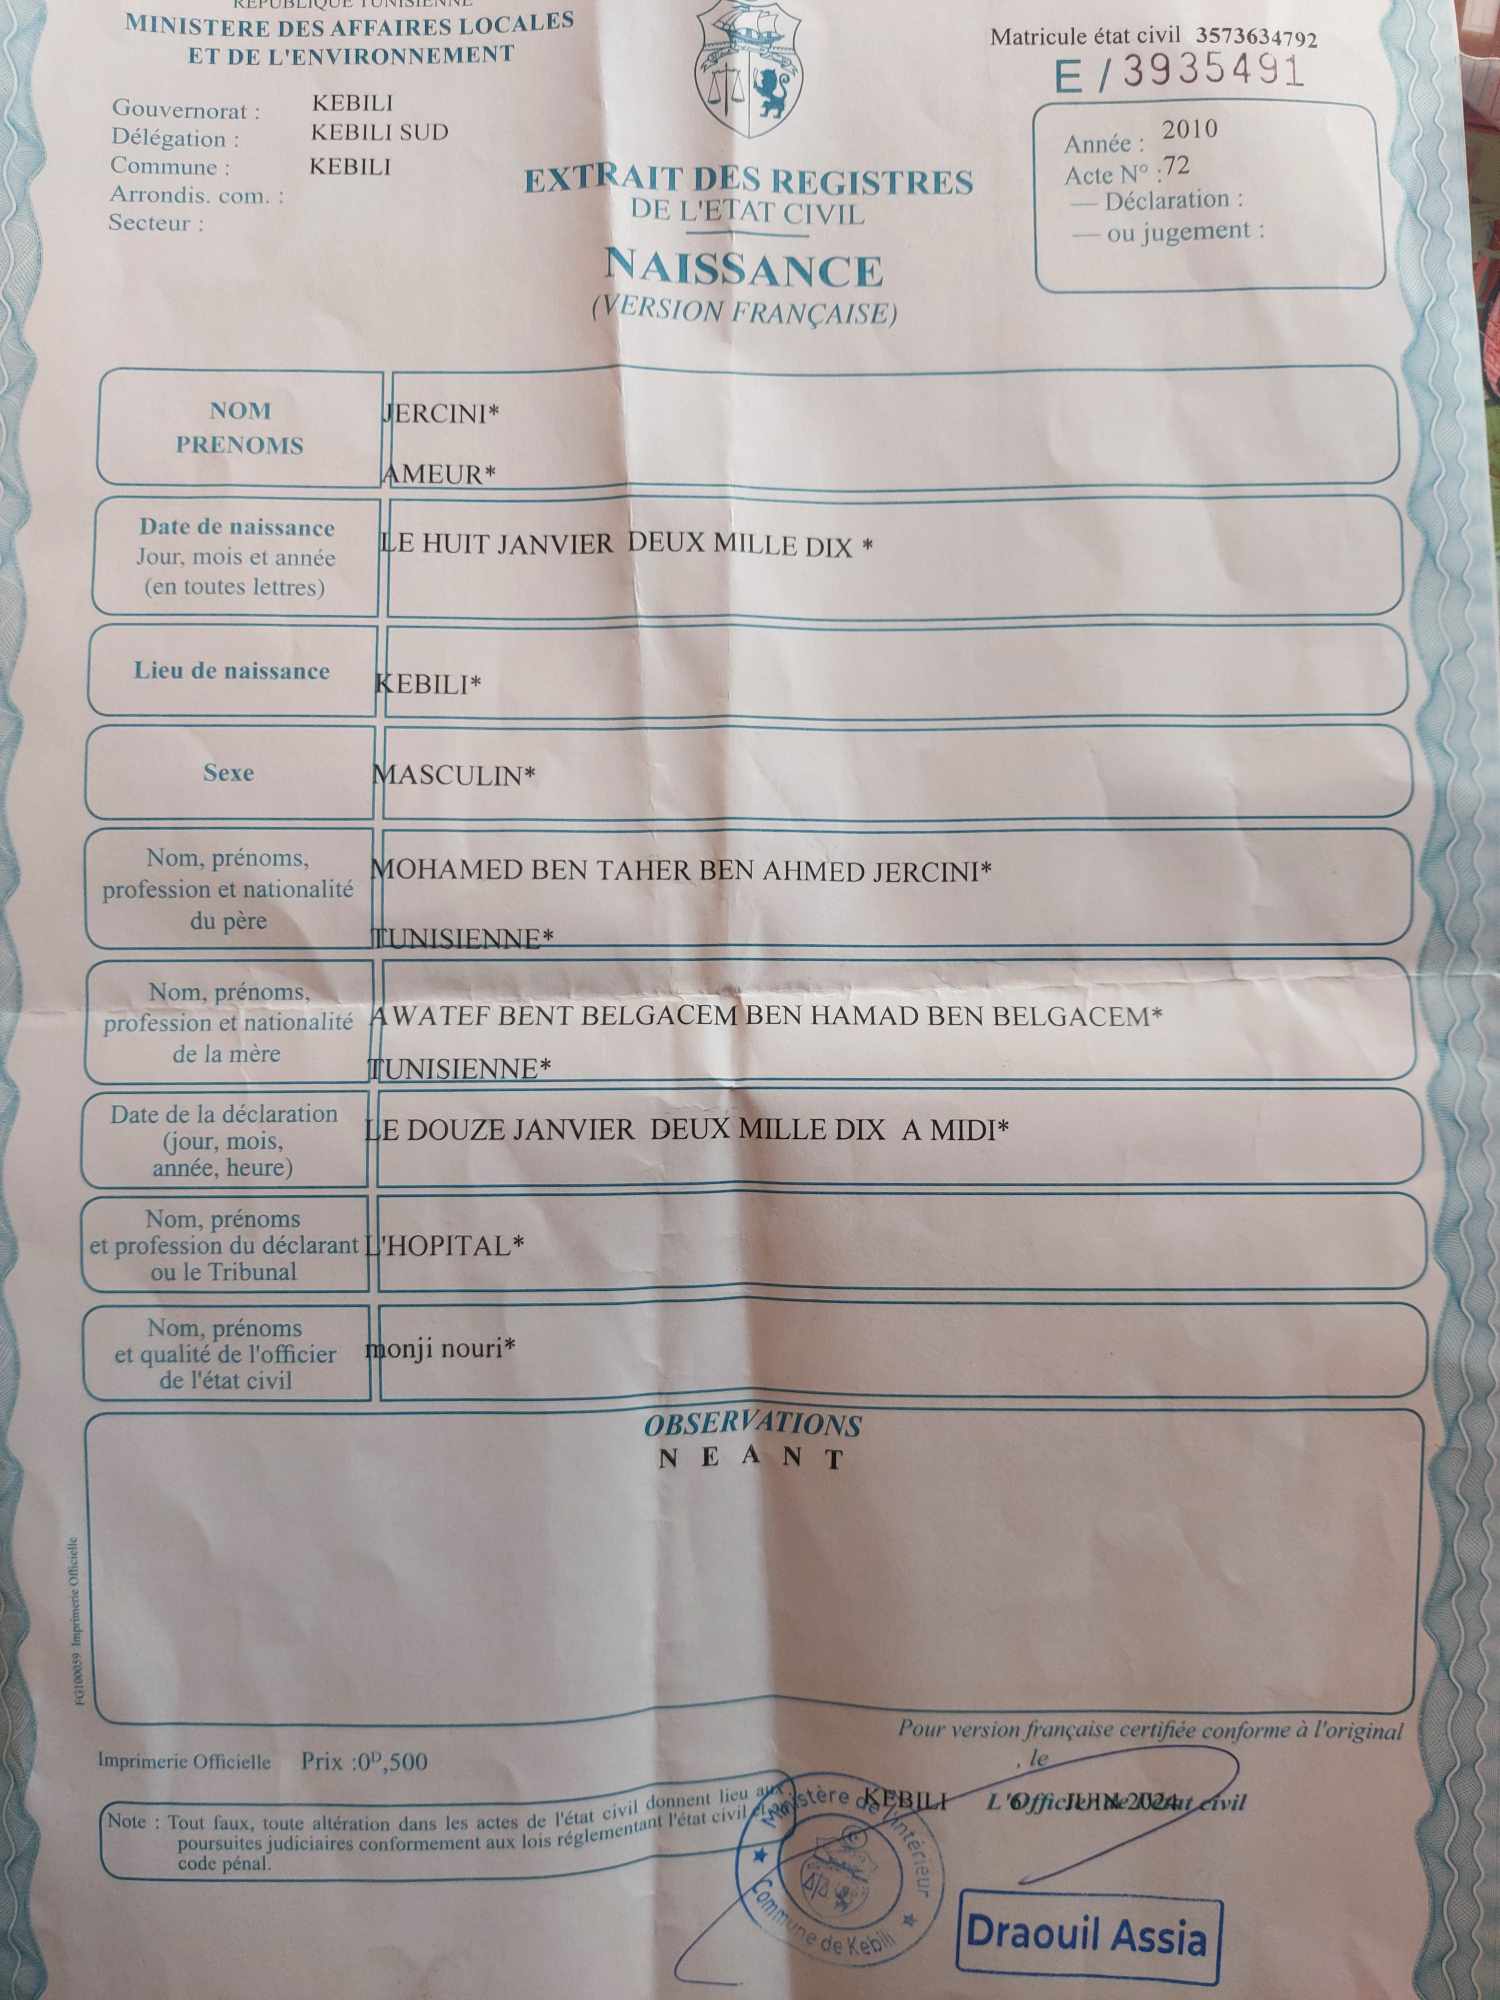 REPUBLIQUE TUNISIENNE
MINISTERE DES AFFAIRES LOCALES
ET DE L'ENVIRONNEMENT
Gouvernorat : KEBILI
Délégation : KEBILI SUD
Commune : KEBILI
Arrondis. com. :
Secteur :
Matricule état civil 3573634792
E / 3935491
Année : 2010
Acte N° : 72
— Déclaration :
— ou jugement :
EXTRAIT DES REGISTRES
DE L'ETAT CIVIL
NAISSANCE
(VERSION FRANÇAISE)
NOM
PRENOMS
JERCINI*
AMEUR*
Date de naissance
Jour, mois et année
(en toutes lettres)
LE HUIT JANVIER DEUX MILLE DIX *
Lieu de naissance
KEBILI*
Sexe
MASCULIN*
Nom, prénoms,
profession et nationalité
du père
MOHAMED BEN TAHER BEN AHMED JERCINI*
TUNISIENNE*
Nom, prénoms,
profession et nationalité
de la mère
AWATEF BENT BELGACEM BEN HAMAD BEN BELGACEM*
TUNISIENNE*
Date de la déclaration
(jour, mois,
année, heure)
LE DOUZE JANVIER DEUX MILLE DIX A MIDI*
Nom, prénoms
et profession du déclarant
ou le Tribunal
L'HOPITAL*
Nom, prénoms
et qualité de l'officier
de l'état civil
monji nouri*
OBSERVATIONS
N E A N T
FG100059 Imprimerie Officielle
Pour version française certifiée conforme à l'original
, le
Imprimerie Officielle Prix :0ᴰ,500
KEBILI 6 JUIN 2024
L'Officier de l'état civil
Note : Tout faux, toute altération dans les actes de l'état civil donnent lieu aux
poursuites judiciaires conformement aux lois réglementant l'état civil et au
code pénal.
Ministère de l'intérieur
Commune de Kebili
Draouil Assia